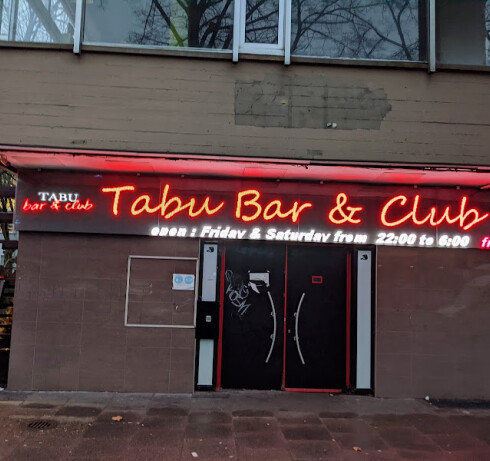 TABU
bar & club
Tabu Bar & Club
open : Friday & Saturday from 22:00 to 6:00